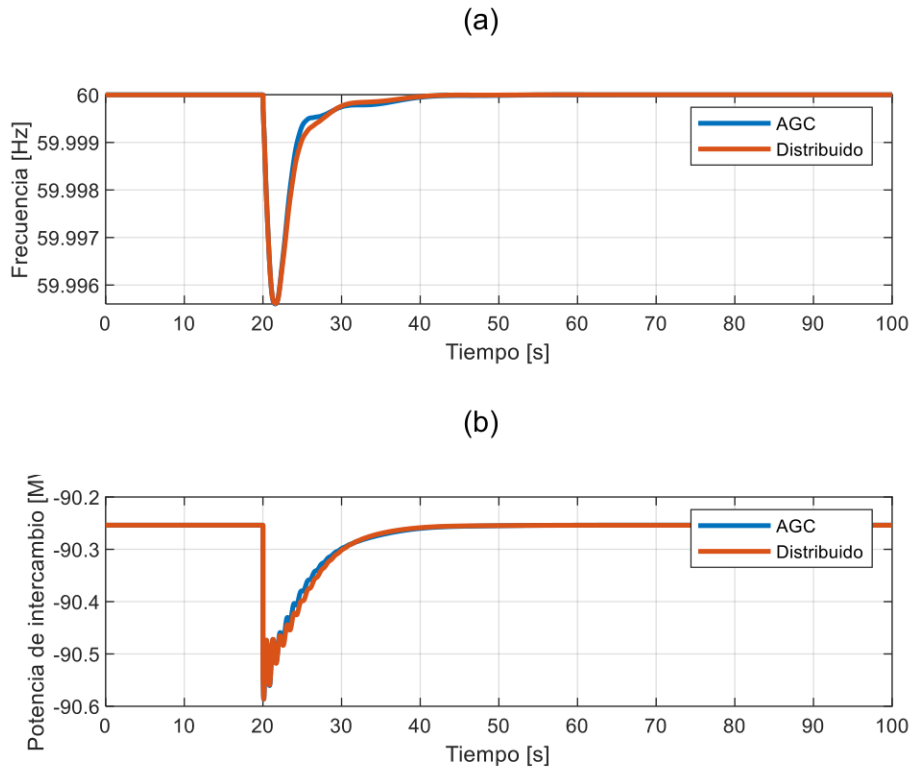 (a)
60
59.999
59.998
59.997
59.996
Frecuencia [Hz]
AGC
Distribuido
0 10 20 30 40 50 60 70 80 90 100
Tiempo [s]
(b)
-90.2
-90.3
-90.4
-90.5
-90.6
Potencia de intercambio [M
AGC
Distribuido
0 10 20 30 40 50 60 70 80 90 100
Tiempo [s]